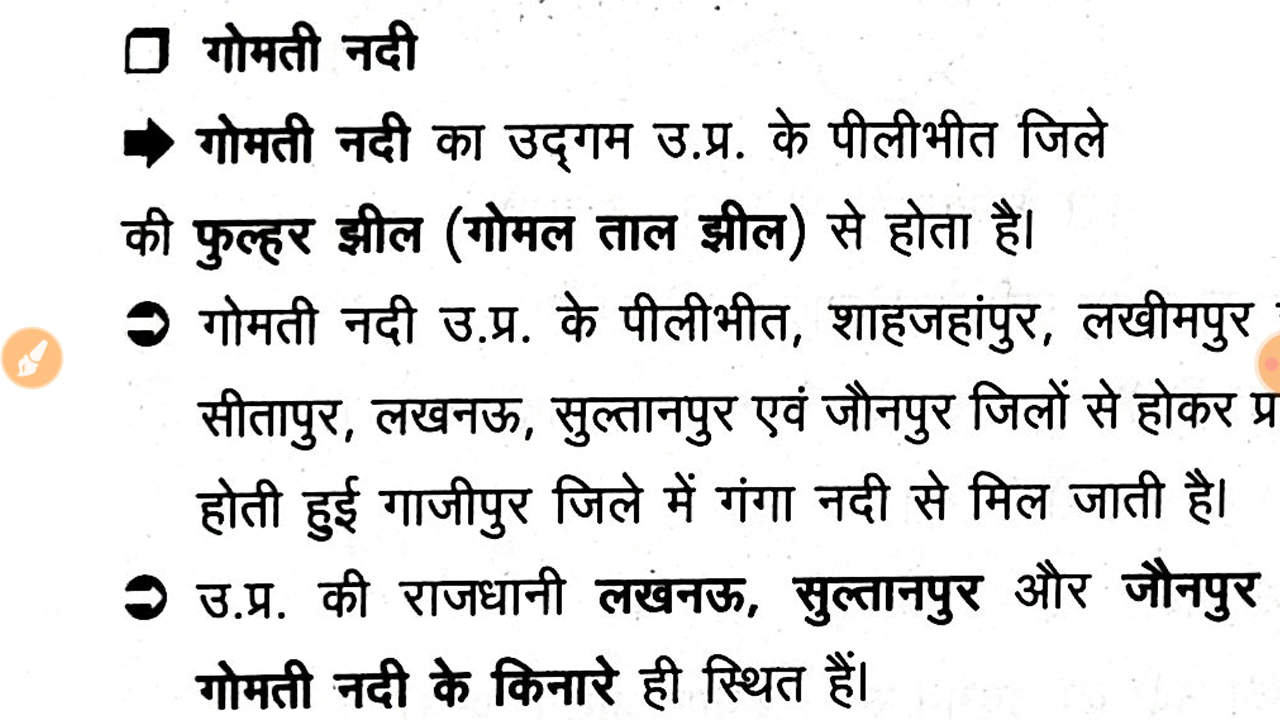 गोमती नदी
गोमती नदी का उद्गम उ.प्र. के पीलीभीत जिले
की फुल्हर झील (गोमल ताल झील) से होता है।
गोमती नदी उ.प्र. के पीलीभीत, शाहजहांपुर, लखीमपुर
सीतापुर, लखनऊ, सुल्तानपुर एवं जौनपुर जिलों से होकर
होती हुई गाजीपुर जिले में गंगा नदी से मिल जाती है।
उ.प्र. की राजधानी लखनऊ, सुल्तानपुर और जौनपुर
गोमती नदी के किनारे ही स्थित हैं।